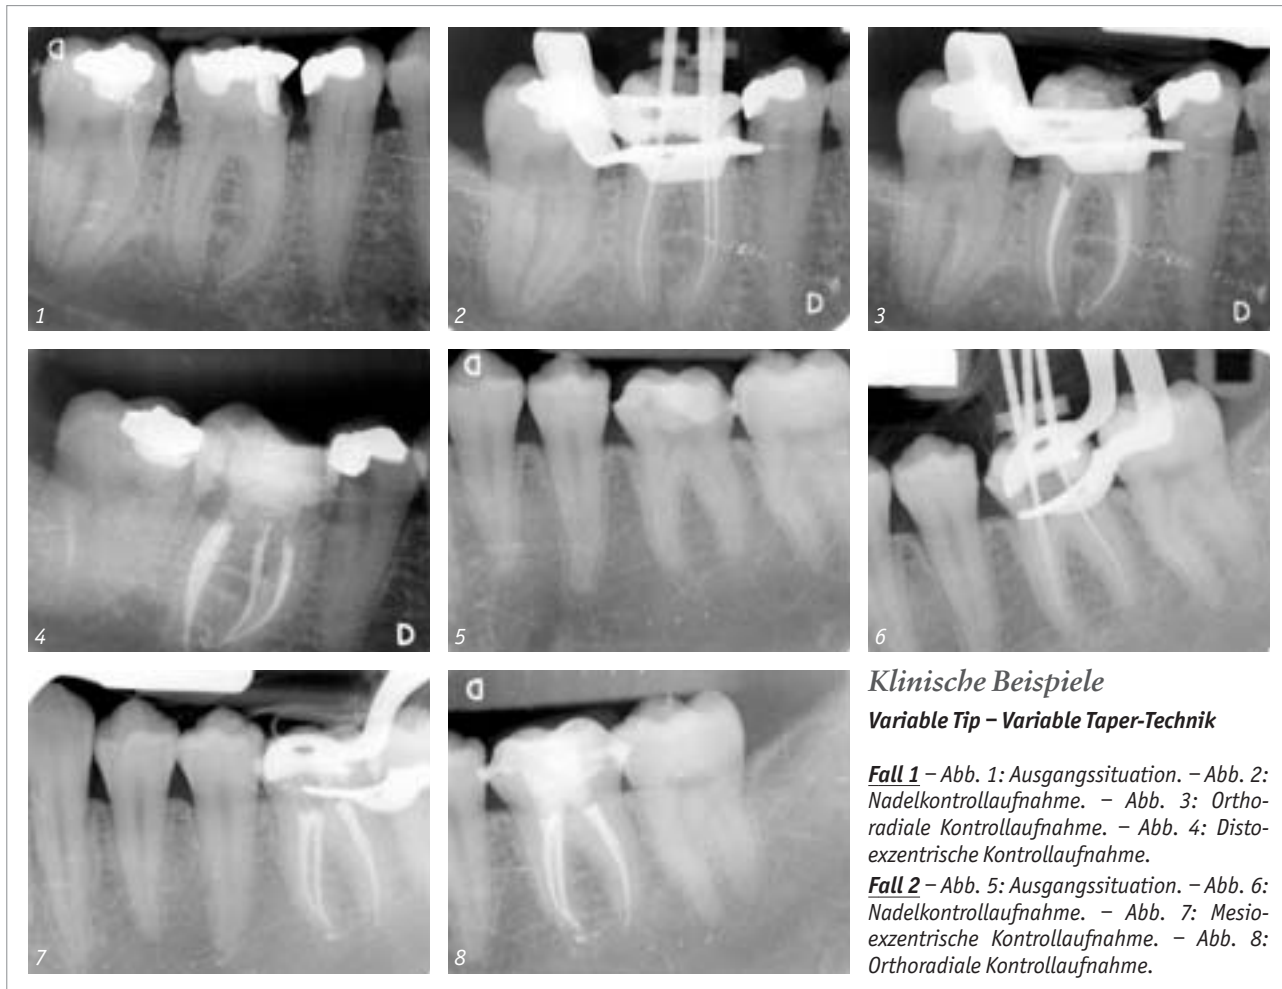 D
1
2
D
3
D
4
D
D
5
6
7
D
8
Klinische Beispiele
Variable Tip – Variable Taper-Technik
Fall 1 – Abb. 1: Ausgangssituation. – Abb. 2:
Nadelkontrollaufnahme. – Abb. 3: Ortho-
radiale Kontrollaufnahme. – Abb. 4: Disto-
exzentrische Kontrollaufnahme.
Fall 2 – Abb. 5: Ausgangssituation. – Abb. 6:
Nadelkontrollaufnahme. – Abb. 7: Mesio-
exzentrische Kontrollaufnahme. – Abb. 8:
Orthoradiale Kontrollaufnahme.